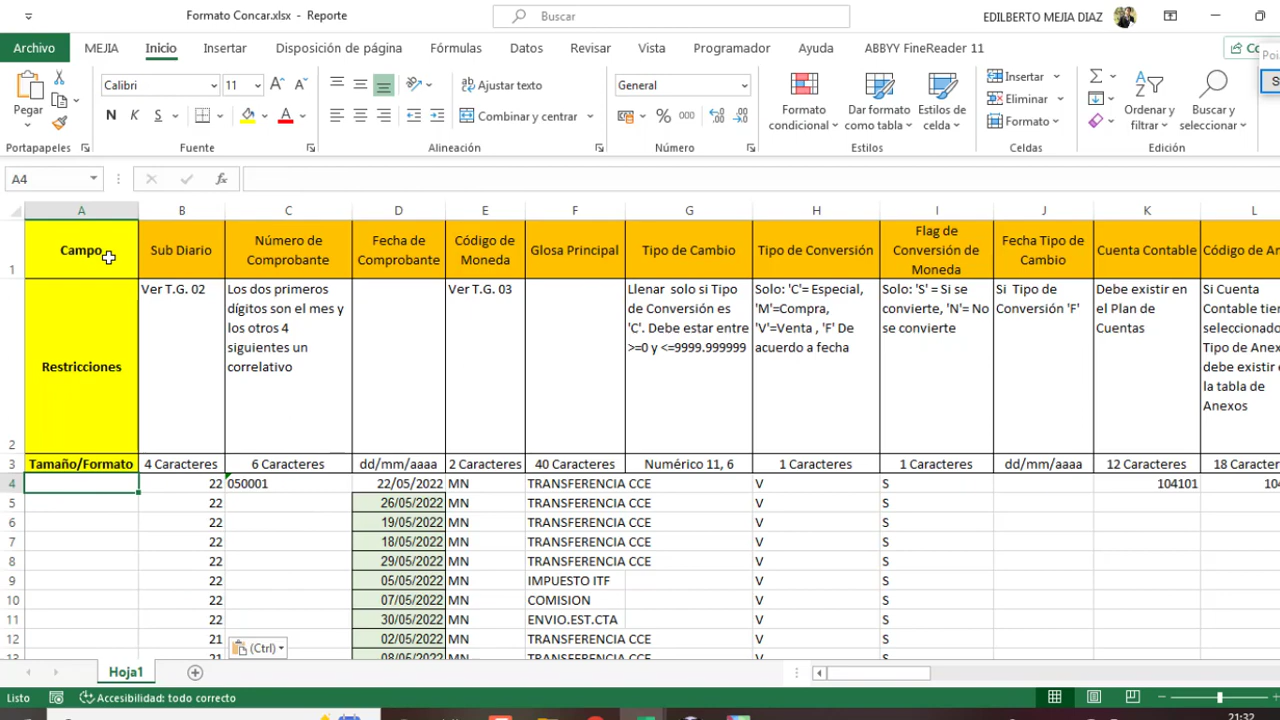 Formato Concar.xlsx - Reporte
Buscar
EDILBERTO MEJIA DIAZ
Archivo
MEJIA
Inicio
Insertar
Disposición de página
Fórmulas
Datos
Revisar
Vista
Programador
Ayuda
ABBYY FineReader 11
Pegar
Portapapeles
Calibri
11
N
K
S
A
Fuente
Ajustar texto
Combinar y centrar
Alineación
General
% 000
Número
Formato condicional
Dar formato como tabla
Estilos de celda
Estilos
Insertar
Eliminar
Formato
Celdas
Ordenar y filtrar
Buscar y seleccionar
Edición
A4
fx
A B C D E F G H I J K L
1
Campo
Sub Diario
Número de
Comprobante
Fecha de
Comprobante
Código de
Moneda
Glosa Principal
Tipo de Cambio
Tipo de Conversión
Flag de
Conversión de
Moneda
Fecha Tipo de
Cambio
Cuenta Contable
2
Restricciones
Ver T.G. 02
Los dos primeros
dígitos son el mes y
los otros 4
siguientes un
correlativo
Ver T.G. 03
Llenar solo si Tipo
de Conversión es
'C'. Debe estar entre
>=0 y <=9999.999999
Solo: 'C'= Especial,
'M'=Compra,
'V'=Venta , 'F' De
acuerdo a fecha
Solo: 'S' = Si se
convierte, 'N'= No
se convierte
Si Tipo de
Conversión 'F'
Debe existir en
el Plan de
Cuentas
Si Cuenta
Contable tien
seleccionado
Tipo de Anex
debe existir e
la tabla de
Anexos
3 Tamaño/Formato 4 Caracteres 6 Caracteres dd/mm/aaaa 2 Caracteres 40 Caracteres Numérico 11, 6 1 Caracteres 1 Caracteres dd/mm/aaaa 12 Caracteres 18 Caracter
4 22 050001 22/05/2022 MN TRANSFERENCIA CCE V S 104101 104
5 22 26/05/2022 MN TRANSFERENCIA CCE V S
6 22 19/05/2022 MN TRANSFERENCIA CCE V S
7 22 18/05/2022 MN TRANSFERENCIA CCE V S
8 22 29/05/2022 MN TRANSFERENCIA CCE V S
9 22 05/05/2022 MN IMPUESTO ITF V S
10 22 07/05/2022 MN COMISION V S
11 22 30/05/2022 MN ENVIO.EST.CTA V S
12 21 02/05/2022 MN TRANSFERENCIA CCE V S
13 21 08/05/2022 MN TRANSFERENCIA CCE V S
(Ctrl)
Hoja1
Listo
Accesibilidad: todo correcto
21:32